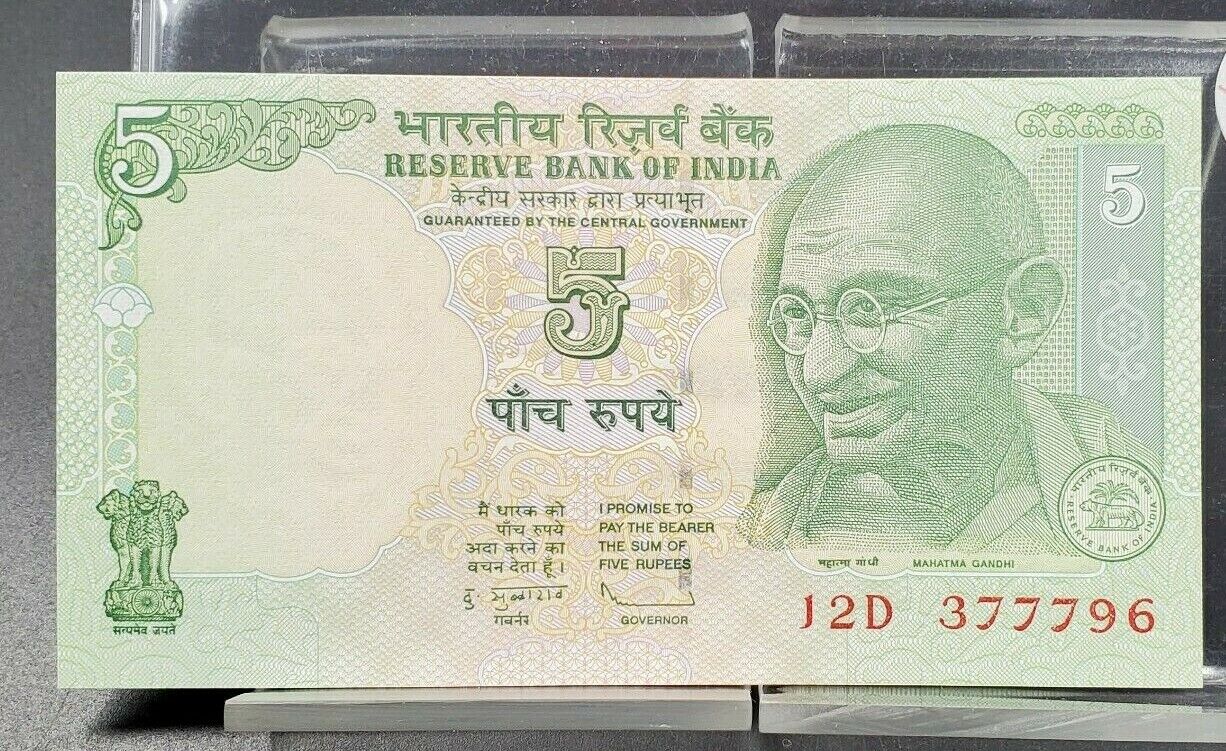 5
भारतीय रिज़र्व बैंक
RESERVE BANK OF INDIA
केन्द्रीय सरकार द्वारा प्रत्याभूत
GUARANTEED BY THE CENTRAL GOVERNMENT
5
5
पाँच रुपये
मैं धारक को
पाँच रुपये
अदा करने का
वचन देता हूँ।
I PROMISE TO
PAY THE BEARER
THE SUM OF
FIVE RUPEES
दु. सुब्बाराव
गवर्नर
GOVERNOR
सत्यमेव जयते
महात्मा गांधी MAHATMA GANDHI
भारतीय रिज़र्व बैंक
RESERVE BANK OF INDIA
12D 377796